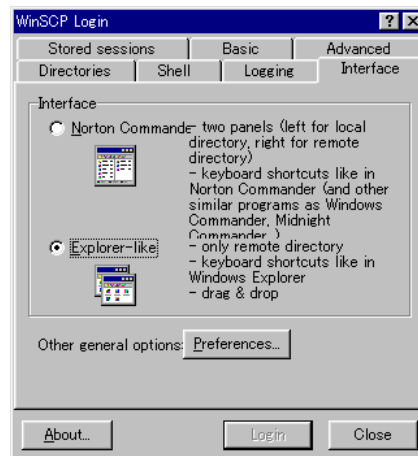 WinSCP Login
Stored sessions Basic Advanced
Directories Shell Logging Interface
Interface
Norton Commande - two panels (left for local
directory, right for remote
directory)
- keyboard shortcuts like in
Norton Commander (and other
similar programs as Windows
Commander, Midnight
Commander )
Explorer-like - only remote directory
- keyboard shortcuts like in
Windows Explorer
- drag & drop
Other general options: Preferences...
About... Login Close